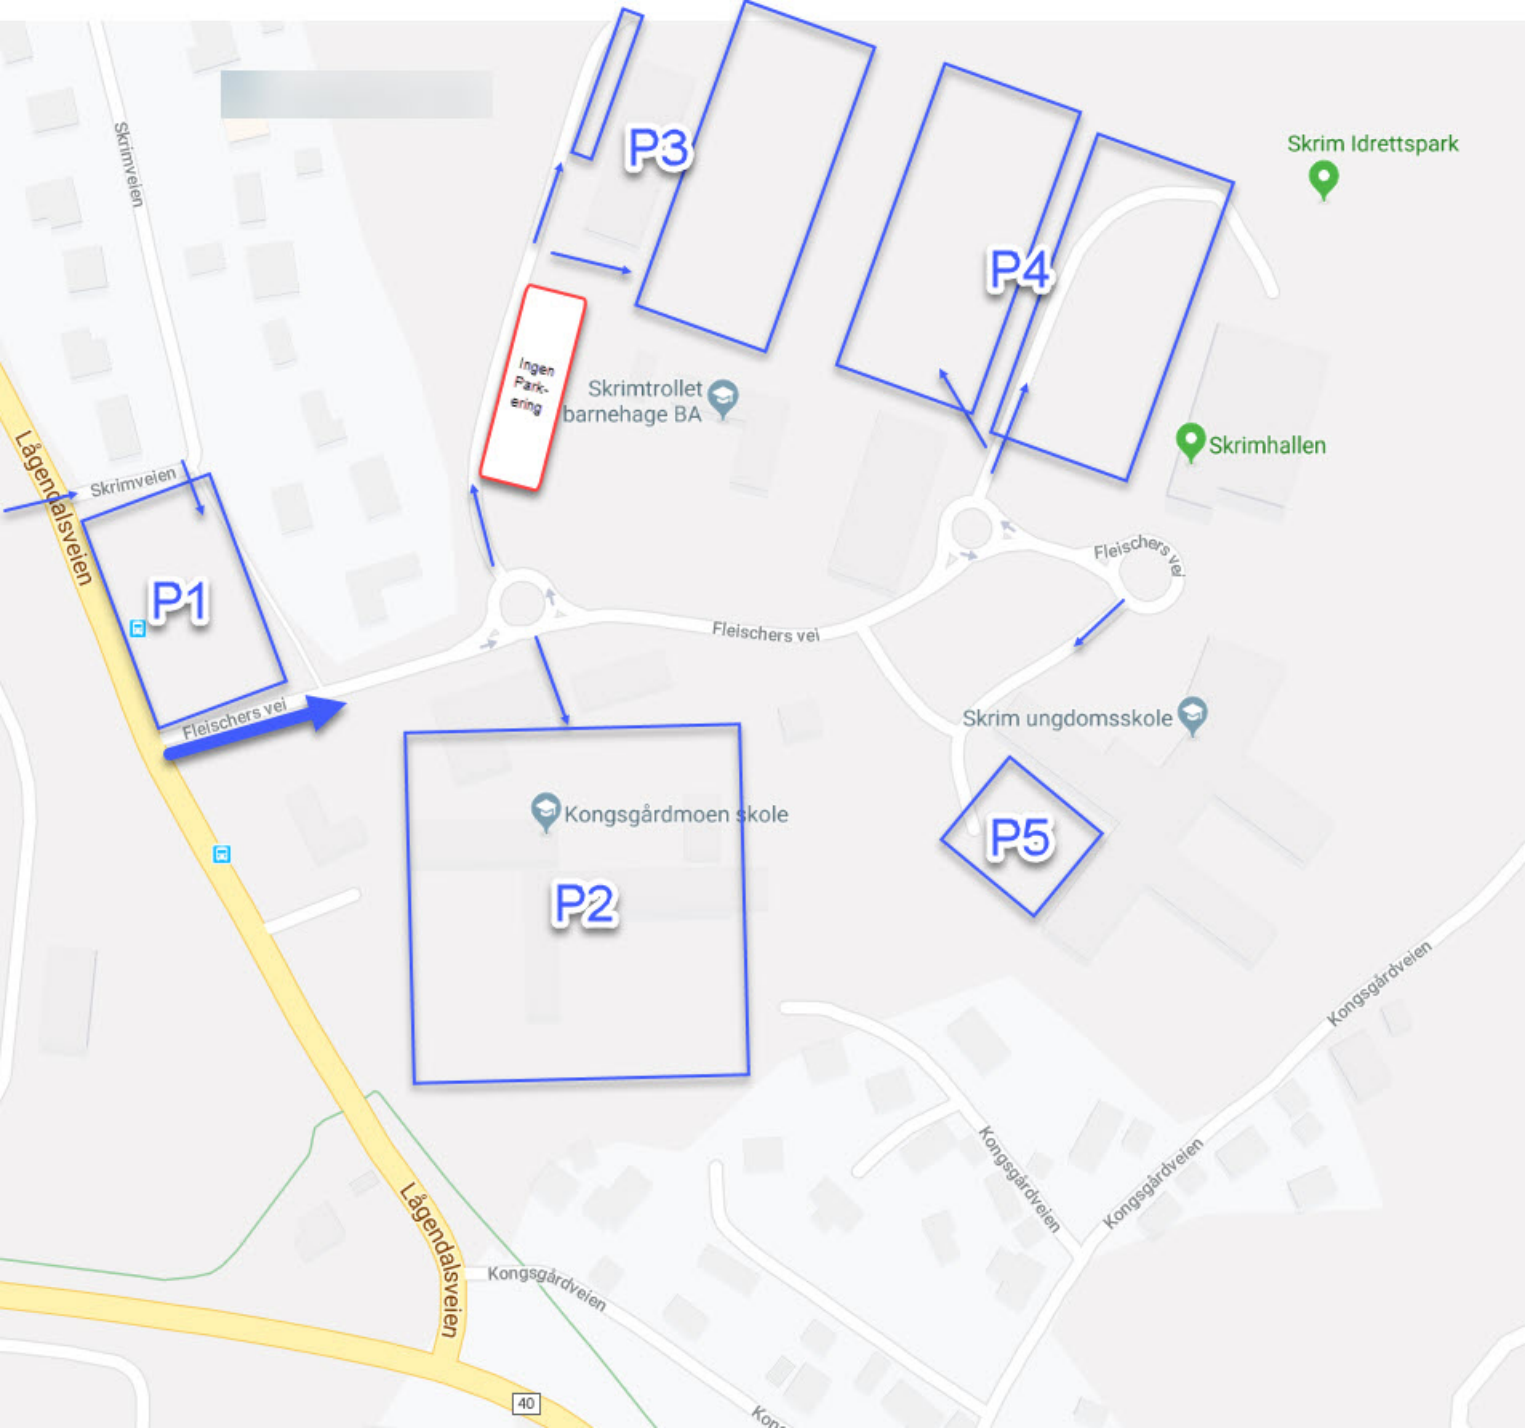 Skrimveien
P3
Skrim Idrettspark
P4
Ingen
Park-
ering
Skrimtrollet
barnehage BA
Skrimhallen
Lågendalsveien
Skrimveien
P1
Fleischers vei
Fleischers vei
Fleischers vei
Skrim ungdomsskole
P5
Kongsgårdmoen skole
P2
Kongsgårdveien
Kongsgårdveien
Kongsgårdveien
Lågendalsveien
Kongsgårdveien
40
Kon